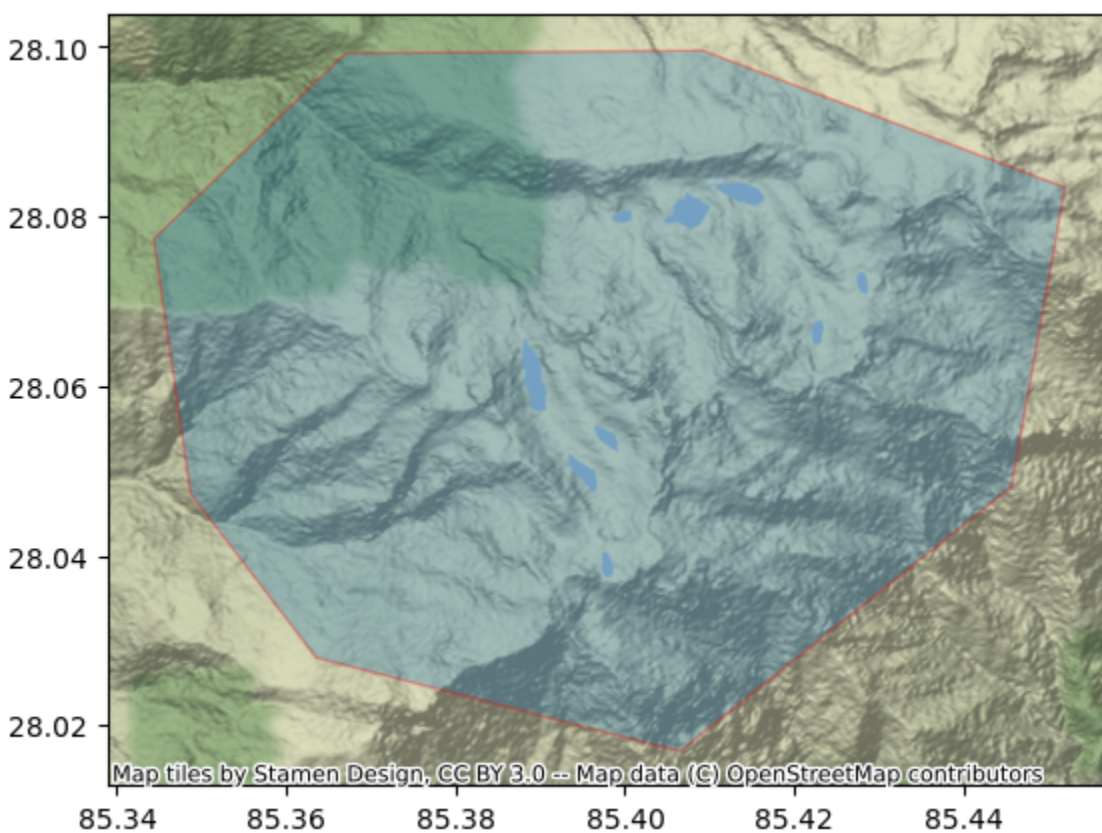 28.10
28.08
28.06
28.04
28.02
Map tiles by Stamen Design, CC BY 3.0 -- Map data (C) OpenStreetMap contributors
85.34 85.36 85.38 85.40 85.42 85.44